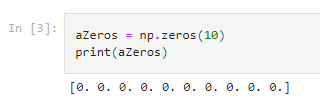 In [3]:
aZeros = np.zeros(10)
print(aZeros)
[0. 0. 0. 0. 0. 0. 0. 0. 0. 0.]